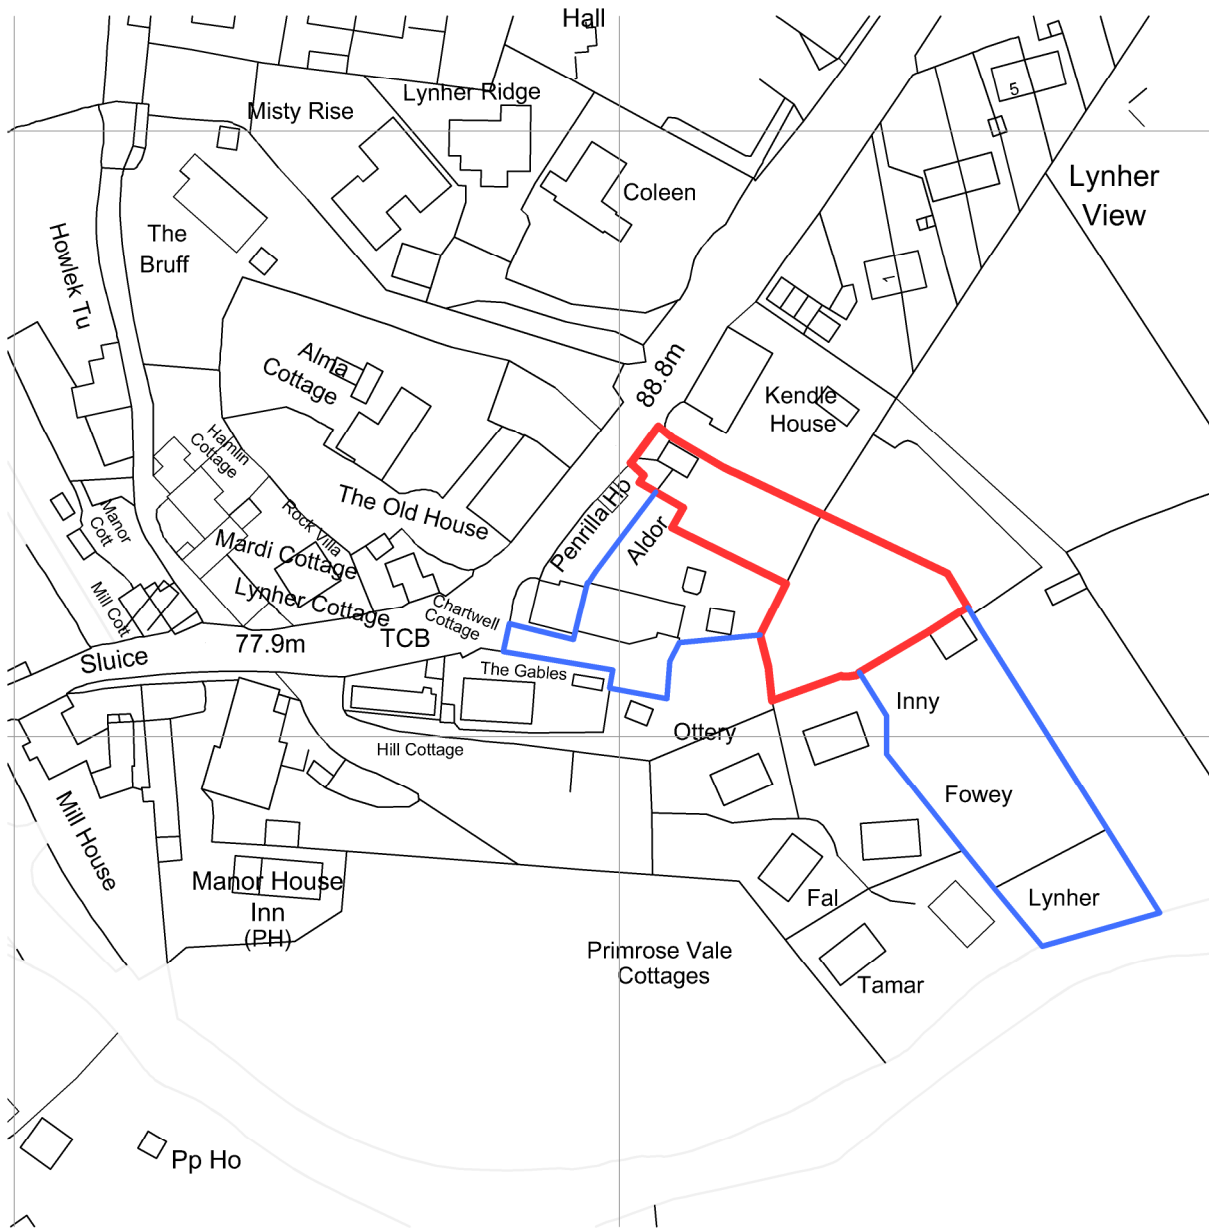 Hall
Lynher Ridge
Misty Rise
5
Lynher
View
Coleen
The
Bruff
Howlek Tu
1
88.8m
Alma
Cottage
Kendle
House
Hamlin
Cottage
The Old House
Penrilla Hp
Aldor
Manor
Cott
Rock Villa
Mardi Cottage
Mill Cott
Lynher Cottage
Chartwell
Cottage
77.9m
TCB
Sluice
The Gables
Inny
Ottery
Hill Cottage
Fowey
Mill House
Manor House
Inn
(PH)
Fal
Lynher
Primrose Vale
Cottages
Tamar
Pp Ho